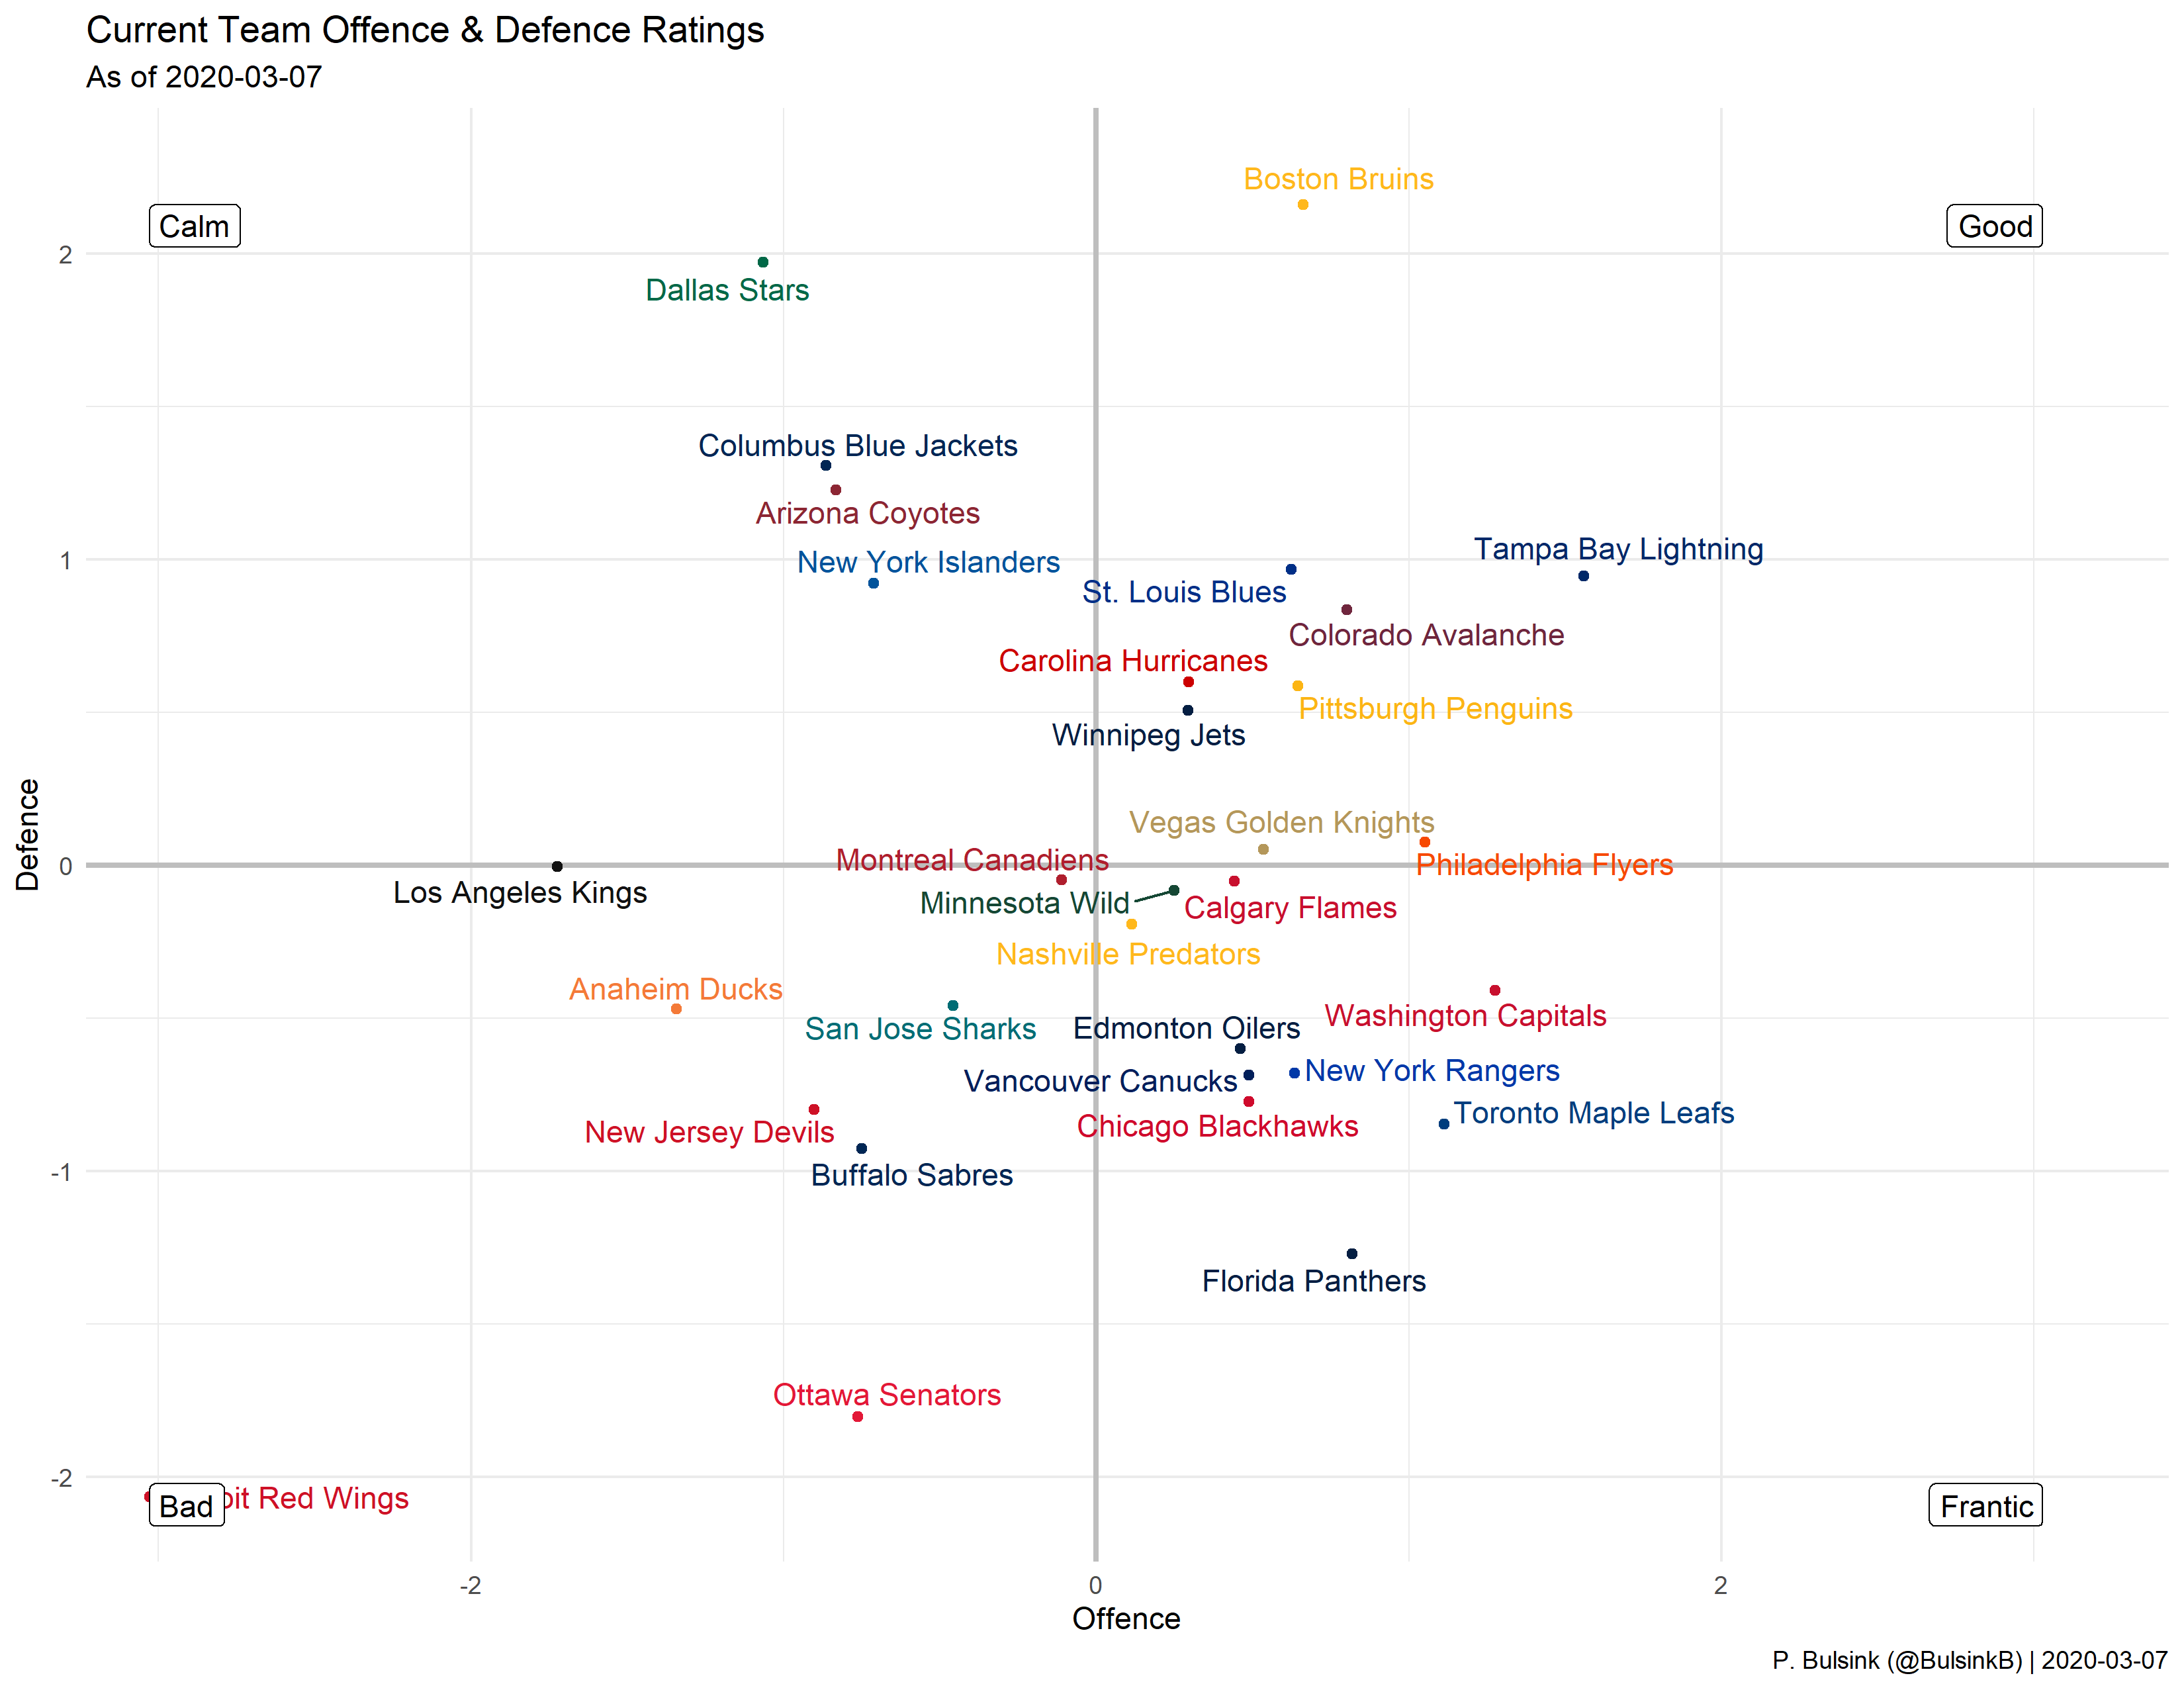 Current Team Offence & Defence Ratings
As of 2020-03-07
Boston Bruins
Calm
Good
2
Dallas Stars
Columbus Blue Jackets
Arizona Coyotes
Tampa Bay Lightning
1
New York Islanders
St. Louis Blues
Colorado Avalanche
Carolina Hurricanes
Pittsburgh Penguins
Winnipeg Jets
Vegas Golden Knights
Defence
0
Montreal Canadiens
Philadelphia Flyers
Los Angeles Kings
Minnesota Wild
Calgary Flames
Nashville Predators
Anaheim Ducks
Washington Capitals
San Jose Sharks
Edmonton Oilers
New York Rangers
Vancouver Canucks
Toronto Maple Leafs
New Jersey Devils
Chicago Blackhawks
-1
Buffalo Sabres
Florida Panthers
Ottawa Senators
-2
Bad
Red Wings
Frantic
-2
0
2
Offence
P. Bulsink (@BulsinkB) | 2020-03-07